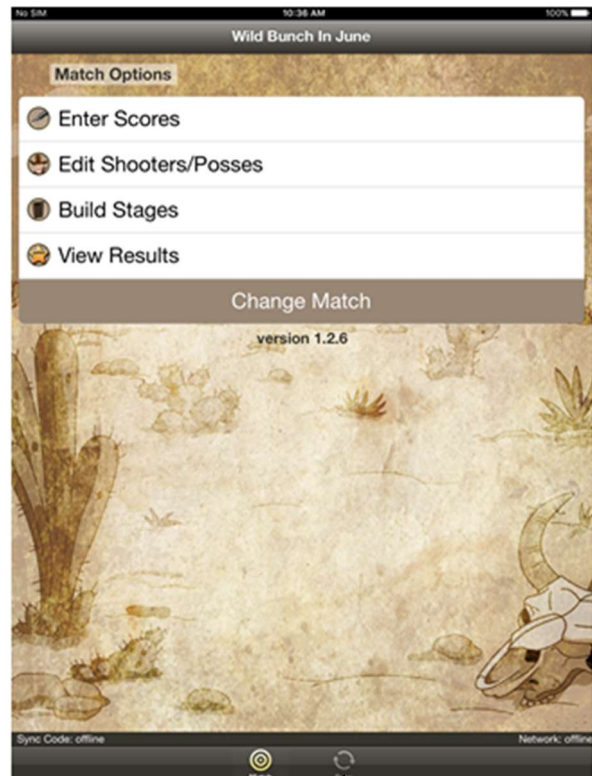 No SIM 10:36 AM 100%
Wild Bunch In June
Match Options
Enter Scores
Edit Shooters/Posses
Build Stages
View Results
Change Match
version 1.2.6
Sync Code: offline Network: offline